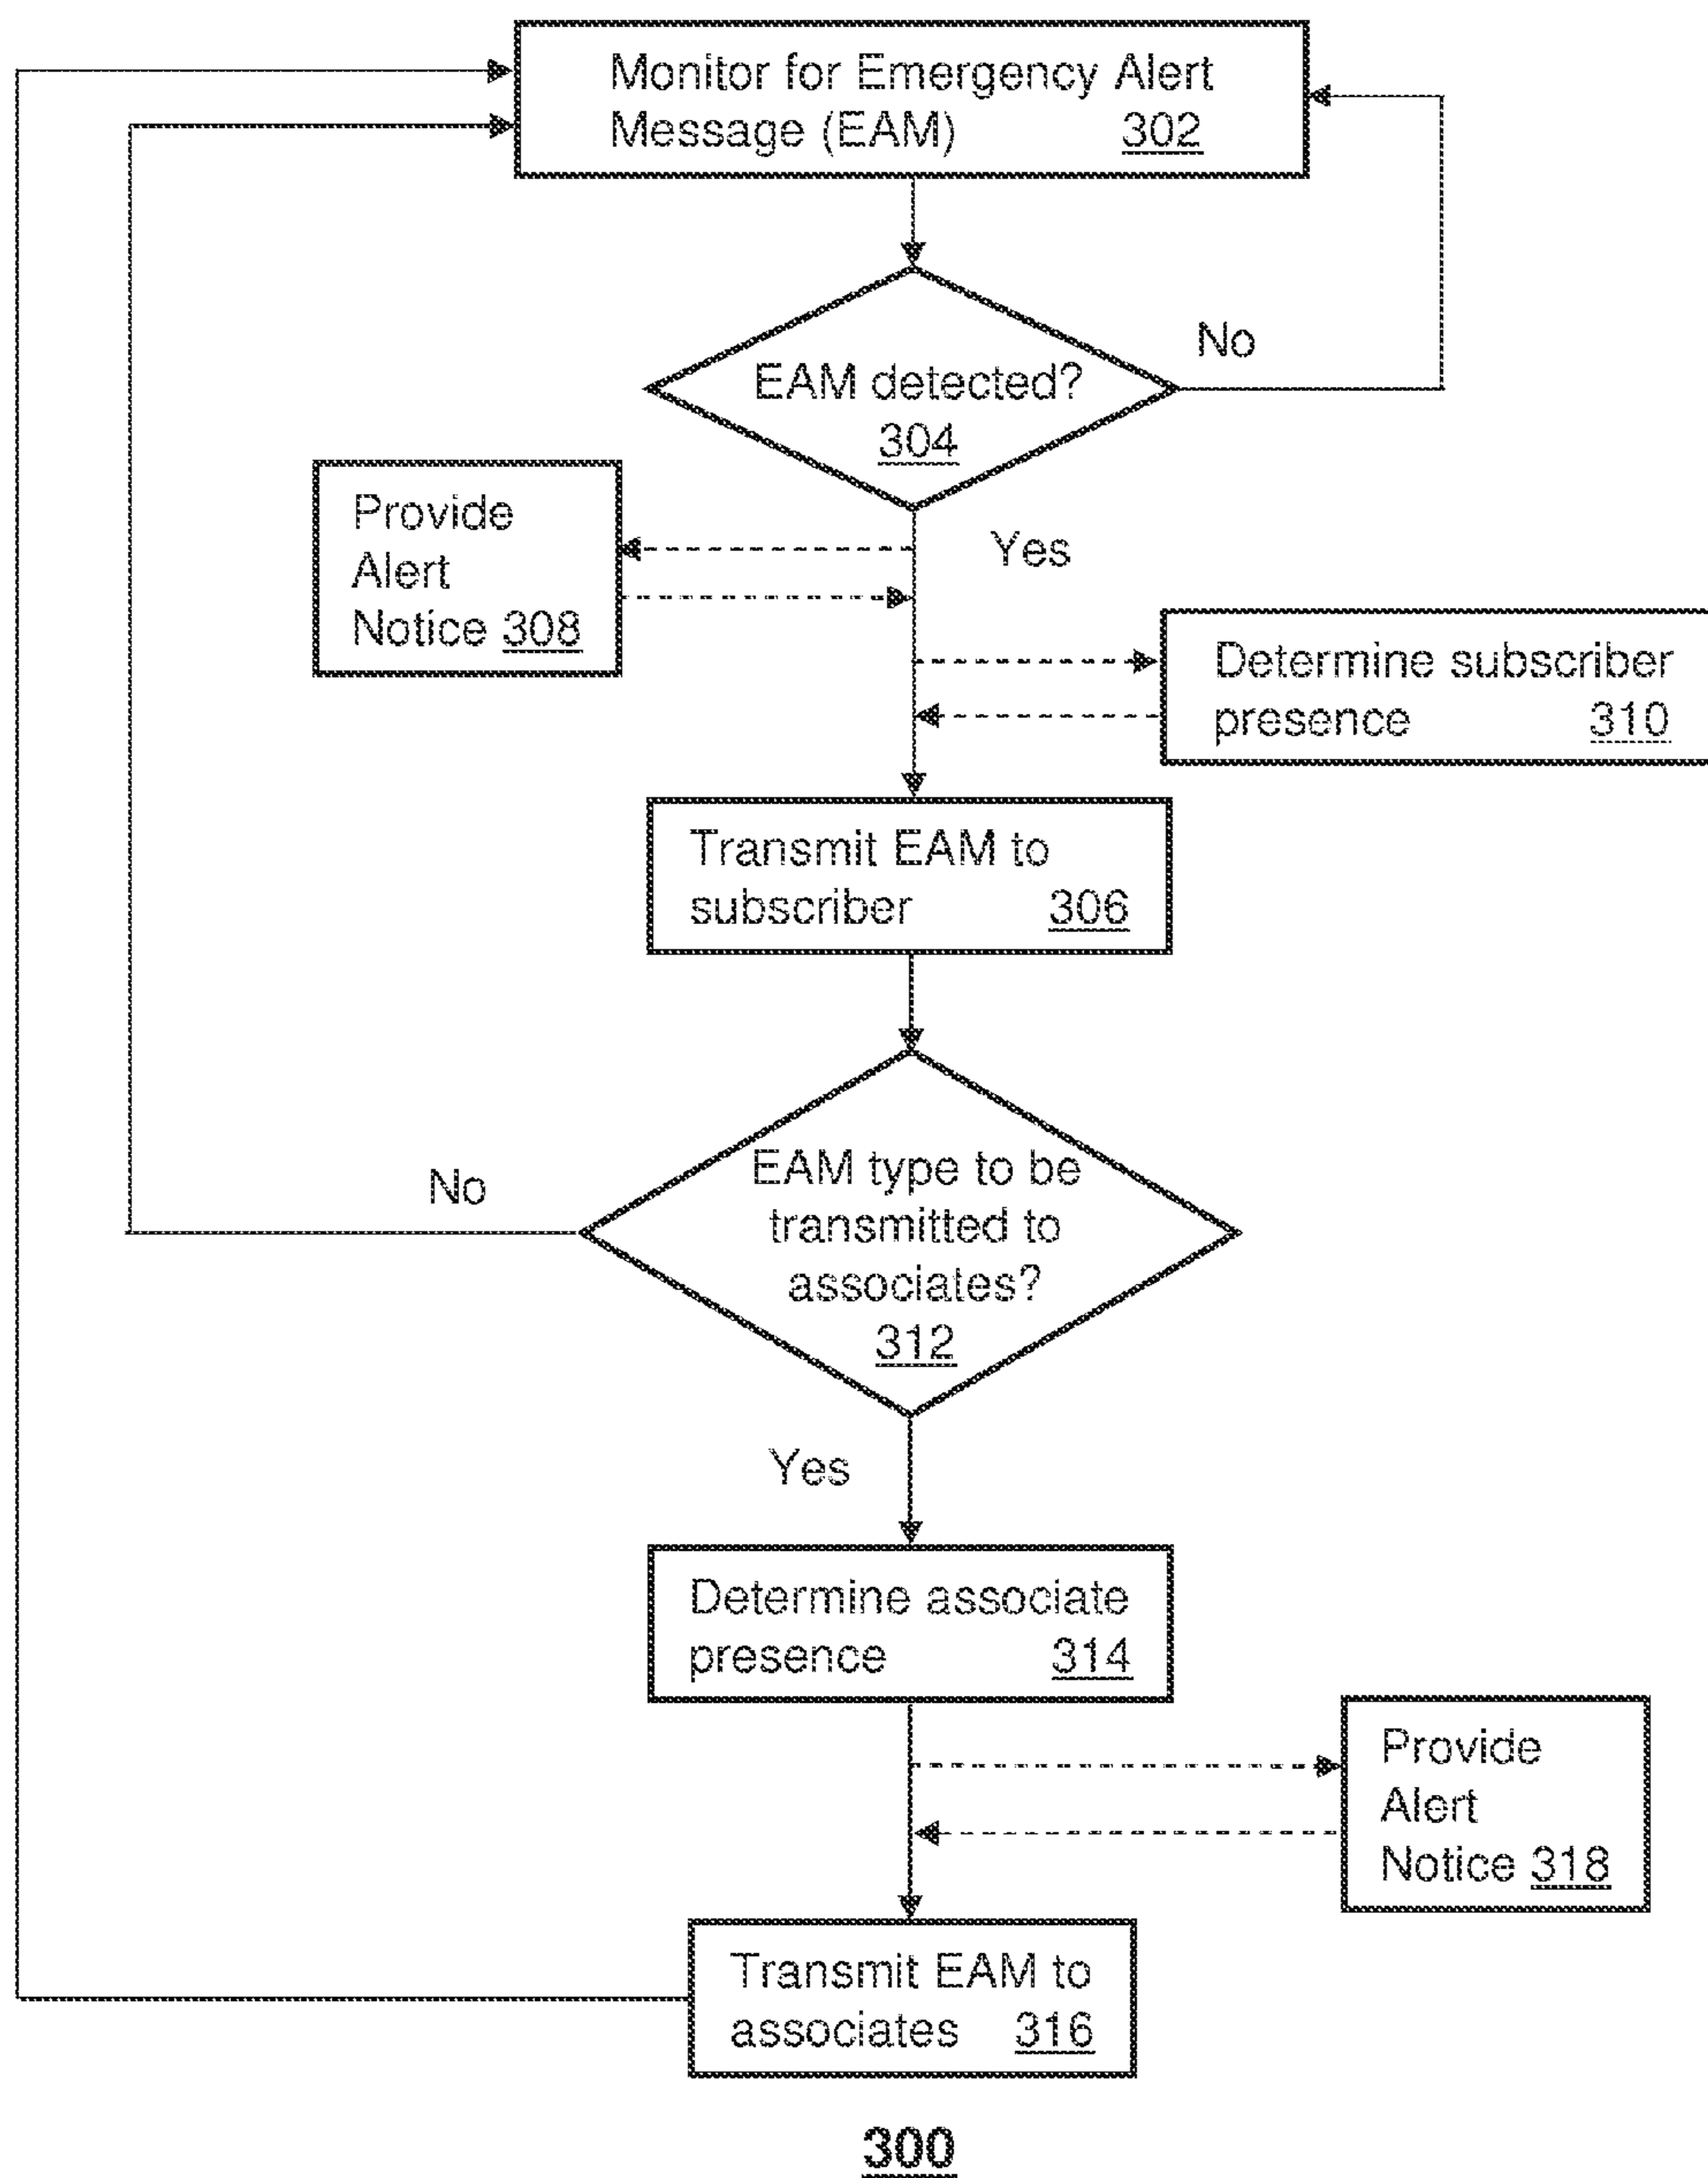 Monitor for Emergency Alert
Message (EAM) 302
EAM detected?
304
No
Yes
Provide
Alert
Notice 308
Determine subscriber
presence 310
Transmit EAM to
subscriber 306
EAM type to be
transmitted to
associates?
312
No
Yes
Determine associate
presence 314
Provide
Alert
Notice 318
Transmit EAM to
associates 316
300